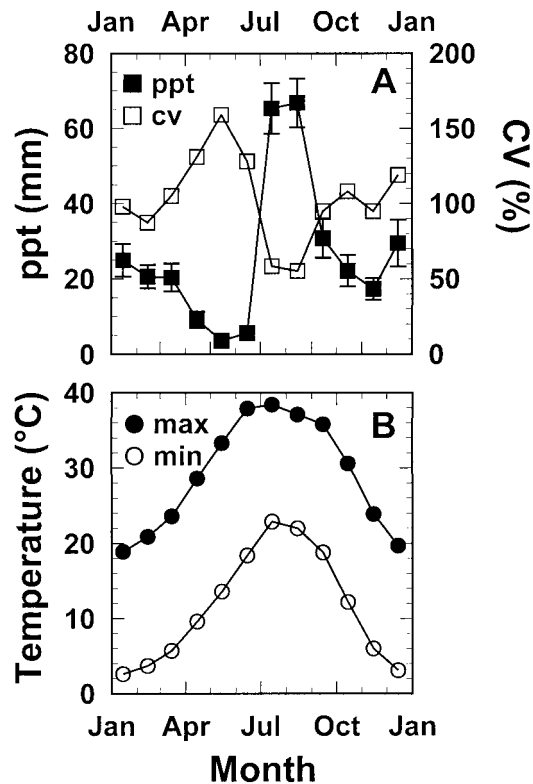 Jan Apr Jul Oct Jan
80 200
A
ppt
cv
60 150
ppt (mm)
CV (%)
40 100
20 50
0 0
40
B
max
min
30
Temperature (°C)
20
10
0
Jan Apr Jul Oct Jan
Month